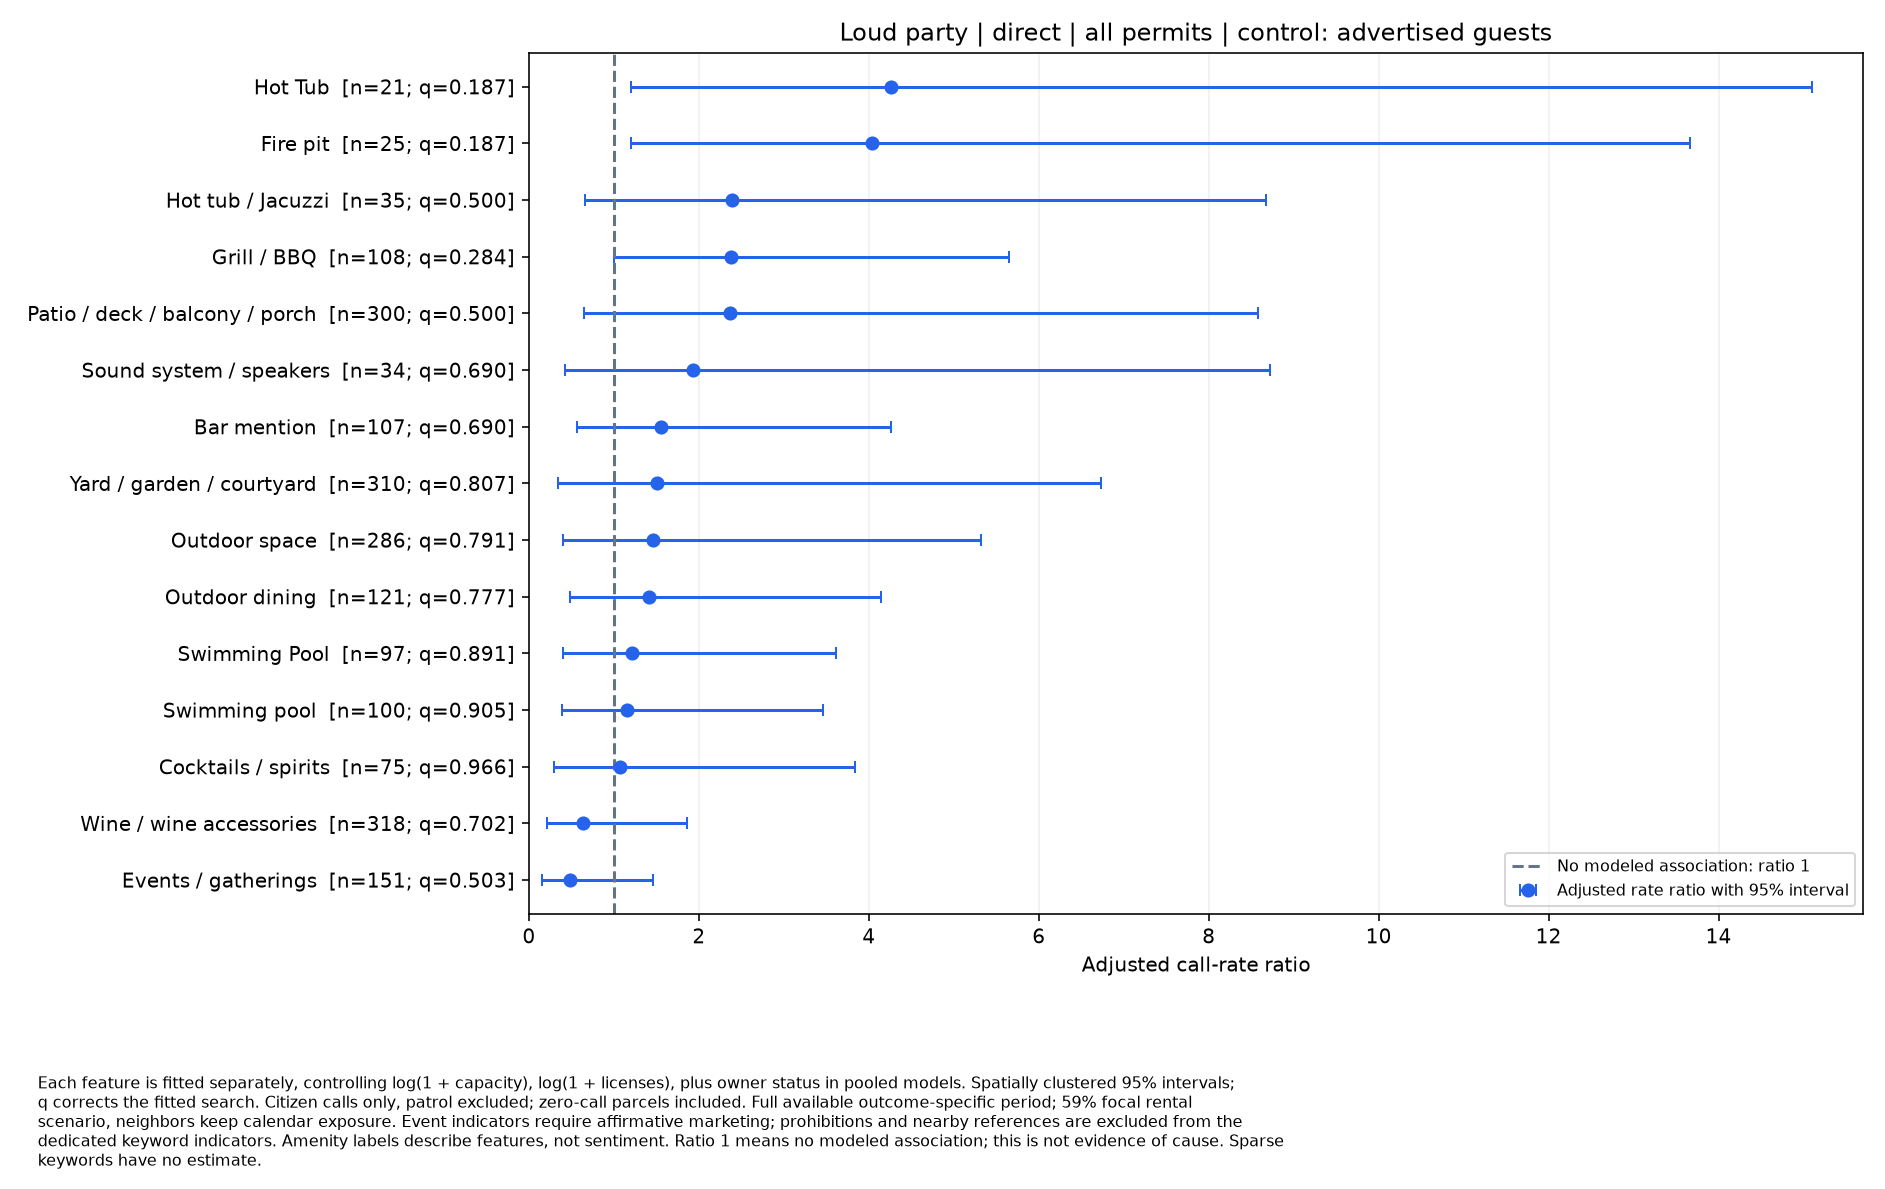 Loud party | direct | all permits | control: advertised guests
Hot Tub [n=21; q=0.187]
Fire pit [n=25; q=0.187]
Hot tub / Jacuzzi [n=35; q=0.500]
Grill / BBQ [n=108; q=0.284]
Patio / deck / balcony / porch [n=300; q=0.500]
Sound system / speakers [n=34; q=0.690]
Bar mention [n=107; q=0.690]
Yard / garden / courtyard [n=310; q=0.807]
Outdoor space [n=286; q=0.791]
Outdoor dining [n=121; q=0.777]
Swimming Pool [n=97; q=0.891]
Swimming pool [n=100; q=0.905]
Cocktails / spirits [n=75; q=0.966]
Wine / wine accessories [n=318; q=0.702]
Events / gatherings [n=151; q=0.503]
No modeled association: ratio 1
Adjusted rate ratio with 95% interval
0 2 4 6 8 10 12 14
Adjusted call-rate ratio
Each feature is fitted separately, controlling log(1 + capacity), log(1 + licenses), plus owner status in pooled models. Spatially clustered 95% intervals;
q corrects the fitted search. Citizen calls only, patrol excluded; zero-call parcels included. Full available outcome-specific period; 59% focal rental
scenario, neighbors keep calendar exposure. Event indicators require affirmative marketing; prohibitions and nearby references are excluded from the
dedicated keyword indicators. Amenity labels describe features, not sentiment. Ratio 1 means no modeled association; this is not evidence of cause. Sparse
keywords have no estimate.